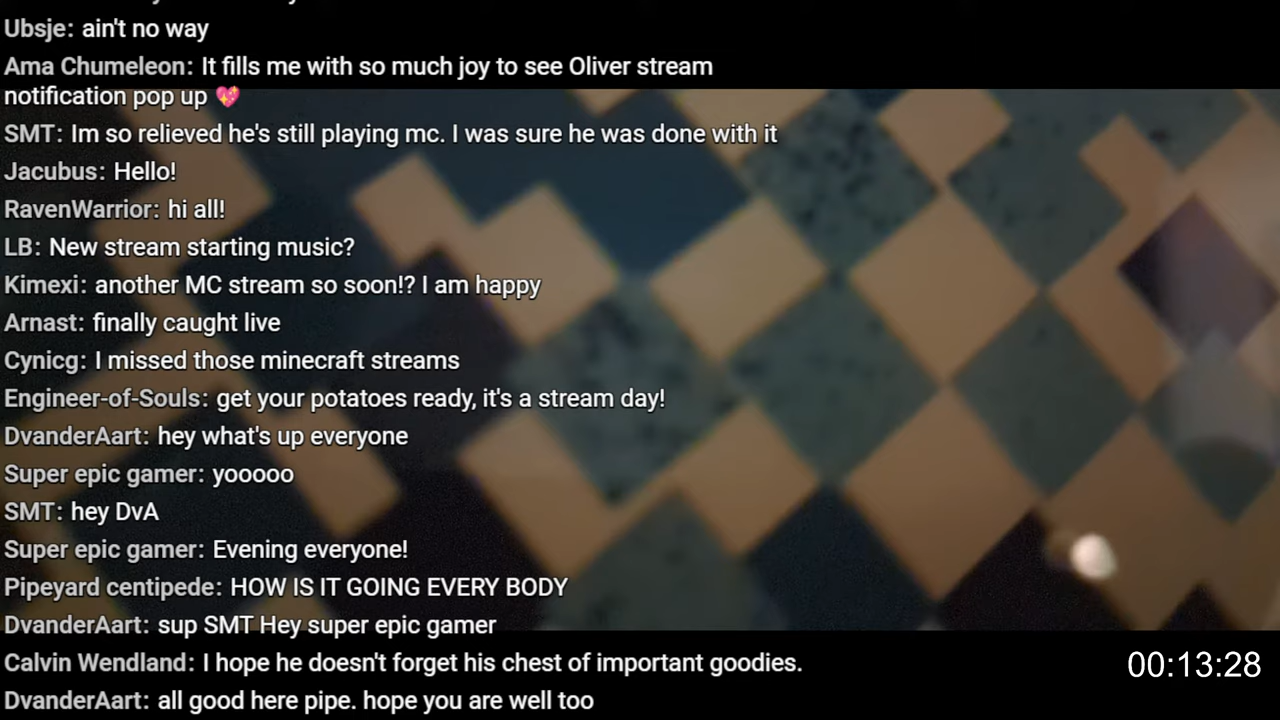 Ubsje: ain't no way
Ama Chumeleon: It fills me with so much joy to see Oliver stream
notification pop up 💖
SMT: Im so relieved he's still playing mc. I was sure he was done with it
Jacubus: Hello!
RavenWarrior: hi all!
LB: New stream starting music?
Kimexi: another MC stream so soon!? I am happy
Arnast: finally caught live
Cynicg: I missed those minecraft streams
Engineer-of-Souls: get your potatoes ready, it's a stream day!
DvanderAart: hey what's up everyone
Super epic gamer: yooooo
SMT: hey DvA
Super epic gamer: Evening everyone!
Pipeyard centipede: HOW IS IT GOING EVERY BODY
DvanderAart: sup SMT Hey super epic gamer
Calvin Wendland: I hope he doesn't forget his chest of important goodies.
00:13:28
DvanderAart: all good here pipe. hope you are well too